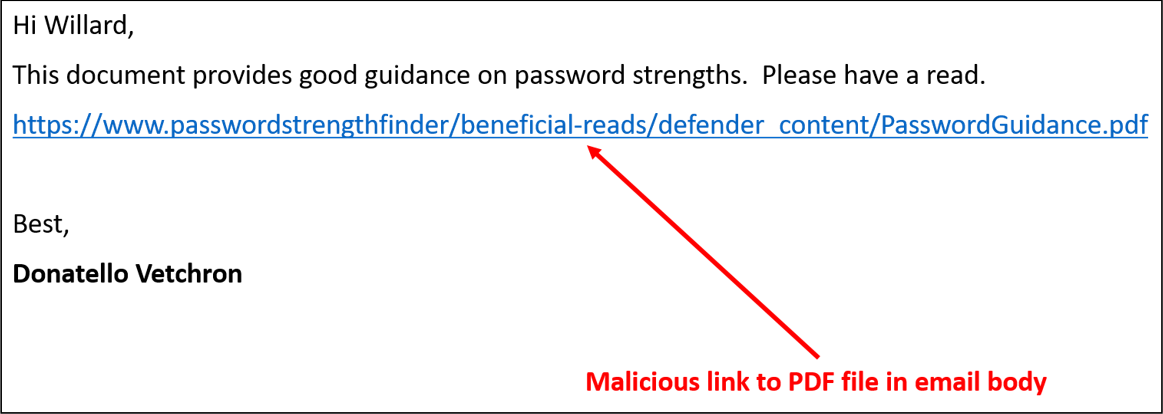 Hi Willard,
This document provides good guidance on password strengths.  Please have a read.
https://www.passwordstrengthfinder/beneficial-reads/defender_content/PasswordGuidance.pdf
Best,
Donatello Vetchron
Malicious link to PDF file in email body